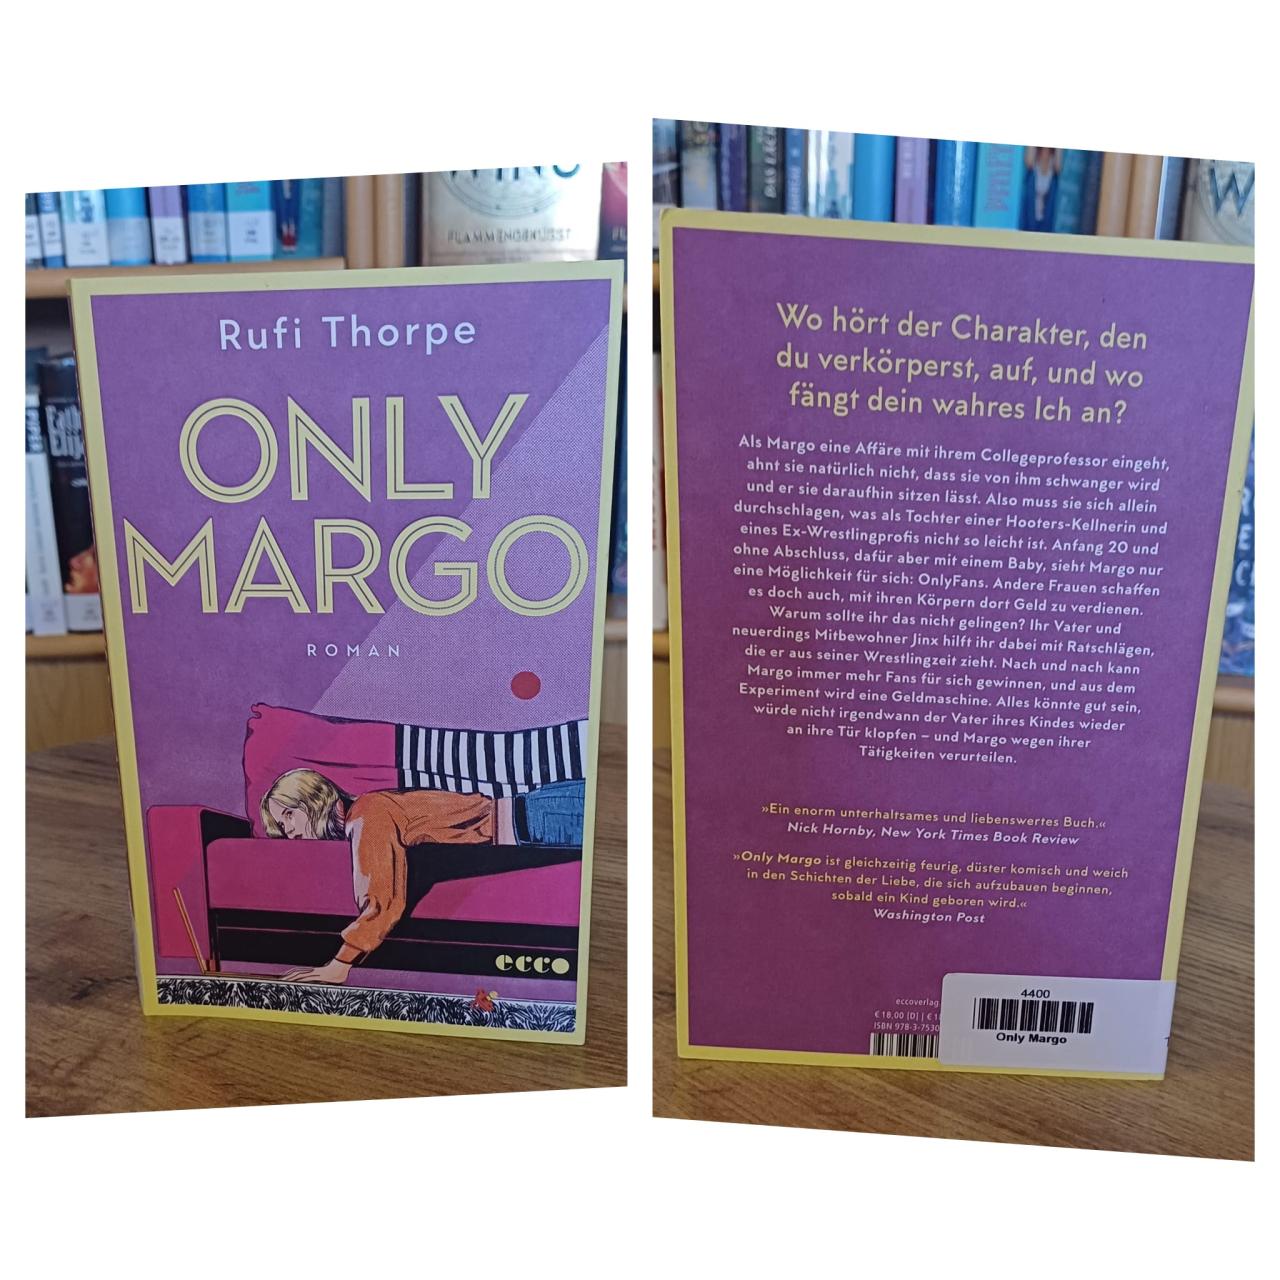 WING
FLAMMENGEKÜSST
Rufi Thorpe
ONLY
MARGO
ROMAN
ecco
Wo hört der Charakter, den
du verkörperst, auf, und wo
fängt dein wahres Ich an?
Als Margo eine Affäre mit ihrem Collegeprofessor eingeht,
ahnt sie natürlich nicht, dass sie von ihm schwanger wird
und er sie daraufhin sitzen lässt. Also muss sie sich allein
durchschlagen, was als Tochter einer Hooters-Kellnerin und
eines Ex-Wrestlingprofis nicht so leicht ist. Anfang 20 und
ohne Abschluss, dafür aber mit einem Baby, sieht Margo nur
eine Möglichkeit für sich: OnlyFans. Andere Frauen schaffen
es doch auch, mit ihren Körpern dort Geld zu verdienen.
Warum sollte ihr das nicht gelingen? Ihr Vater und
neuerdings Mitbewohner Jinx hilft ihr dabei mit Ratschlägen,
die er aus seiner Wrestlingzeit zieht. Nach und nach kann
Margo immer mehr Fans für sich gewinnen, und aus dem
Experiment wird eine Geldmaschine. Alles könnte gut sein,
würde nicht irgendwann der Vater ihres Kindes wieder
an ihre Tür klopfen – und Margo wegen ihrer
Tätigkeiten verurteilen.
»Ein enorm unterhaltsames und liebenswertes Buch.«
Nick Hornby, New York Times Book Review
»Only Margo ist gleichzeitig feurig, düster komisch und weich
in den Schichten der Liebe, die sich aufzubauen beginnen,
sobald ein Kind geboren wird.«
Washington Post
eccoverlag.
€ 18,00 [D] | € 1
ISBN 978-3-7530
4400
Only Margo